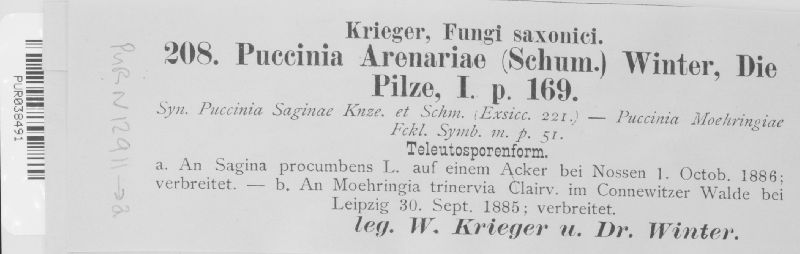 Krieger, Fungi saxonici.
208. Puccinia Arenariae (Schum.) Winter, Die
Pilze, I. p. 169.
Syn. Puccinia Saginae Knze. et Schm. (Exsicc. 221.) — Puccinia Moehringiae
Fckl. Symb. m. p. 51.
Teleutosporenform.
a. An Sagina procumbens L. auf einem Acker bei Nossen 1. Octob. 1886;
verbreitet. — b. An Moehringia trinervia Clairv. im Connewitzer Walde bei
Leipzig 30. Sept. 1885; verbreitet.
leg. W. Krieger u. Dr. Winter.
PUR038491
PUR N12911→a